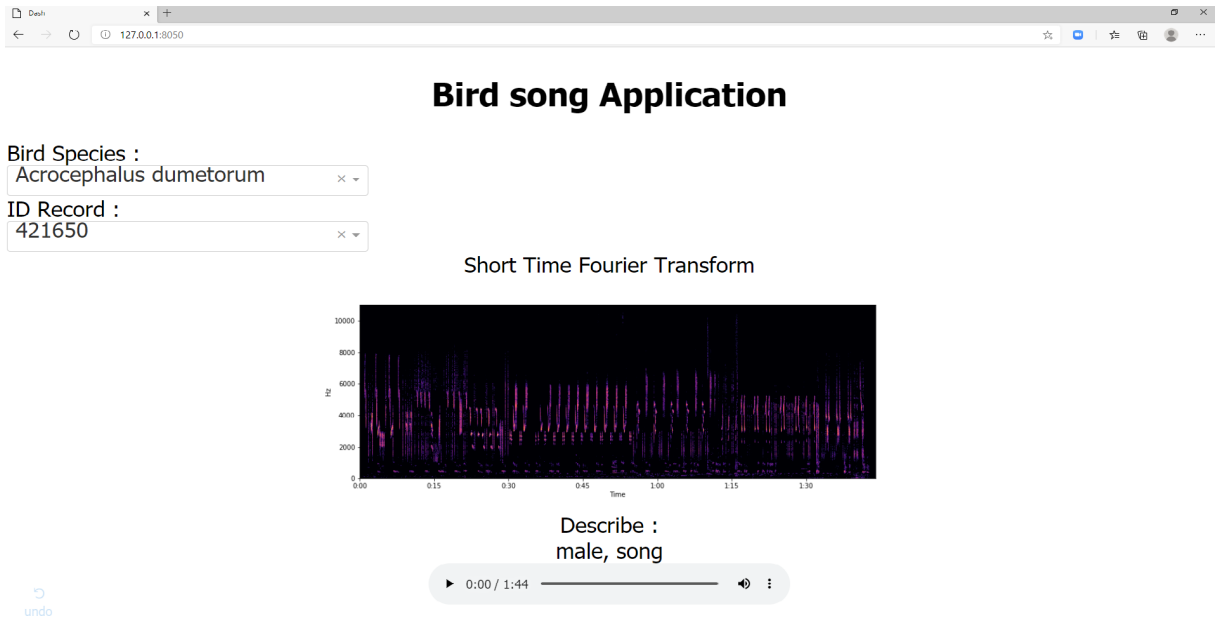 Dash
127.0.0.1:8050
Bird song Application
Bird Species :
Acrocephalus dumetorum
ID Record :
421650
Short Time Fourier Transform
10000
8000
6000
Hz
4000
2000
0
0:00 0:15 0:30 0:45 1:00 1:15 1:30
Time
Describe :
male, song
0:00 / 1:44
undo